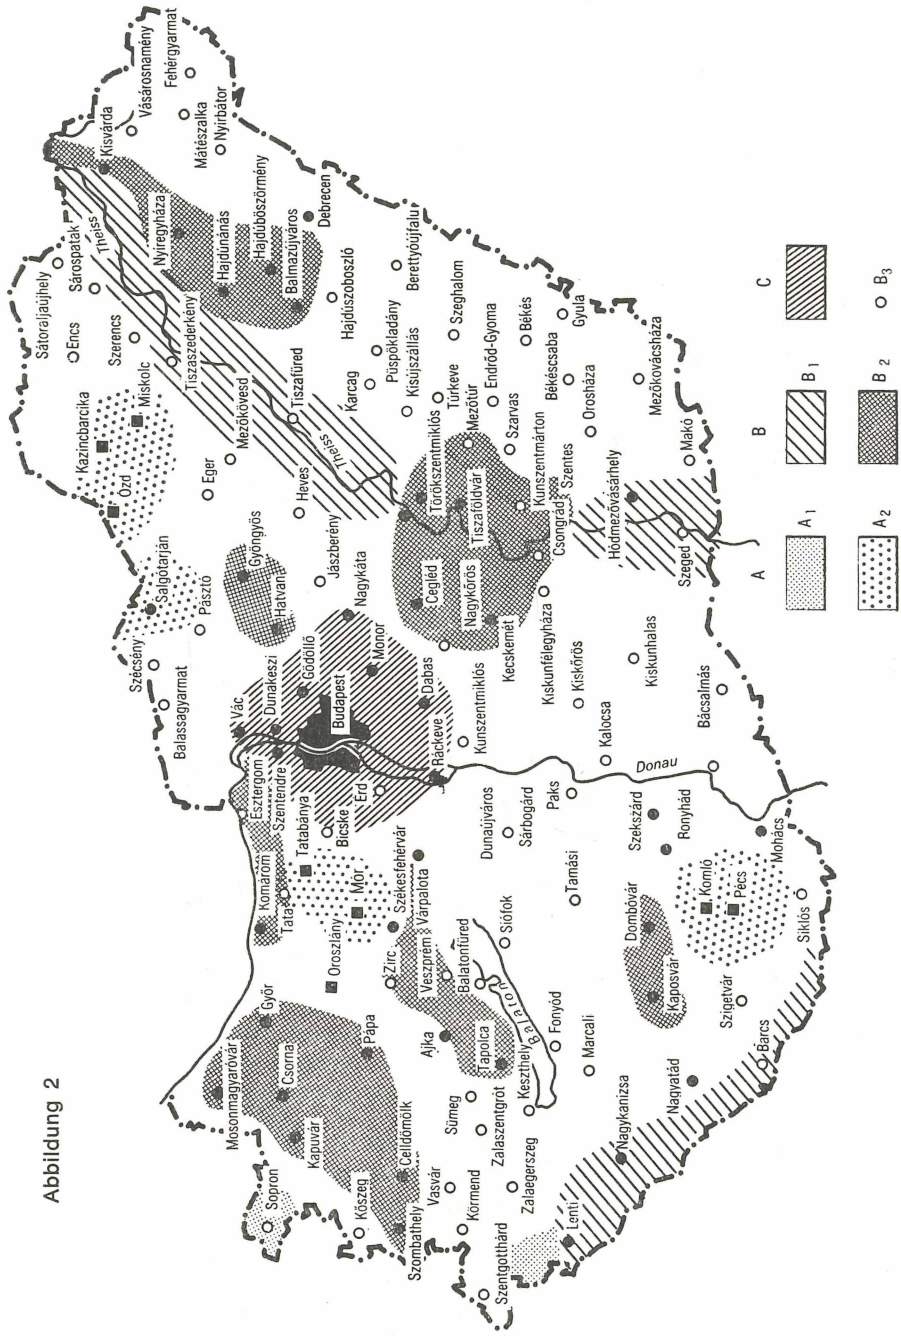 Abbildung 2
Sopron
Mosonmagyaróvár
Csorna
Kapuvár
Győr
Pápa
Celldömölk
Kőszeg
Szombathely
Vasvár
Körmend
Szentgotthárd
Zalaegerszeg
Zalaszentgrót
Sümeg
Keszthely
Tapolca
Ajka
Lenti
Nagykanizsa
Nagyatád
Barcs
Marcali
Fonyód
Balaton
Siófok
Balatonfüred
Veszprém
Zirc
Várpalota
Székesfehérvár
Mór
Oroszlány
Tata
Komárom
Tatabánya
Bicske
Esztergom
Szentendre
Érd
Ráckeve
Budapest
Vác
Dunakeszi
Gödöllő
Monor
Dabas
Nagykáta
Kaposvár
Dombóvár
Szigetvár
Komló
Pécs
Siklós
Mohács
Szekszárd
Ronyhád
Tamási
Paks
Sárbogárd
Dunaújváros
Donau
Kalocsa
Kunszentmiklós
Kiskőrös
Kiskunfélegyháza
Kiskunhalas
Bácsalmás
Kecskemét
Nagykőrös
Cegléd
Balassagyarmat
Szécsény
Salgótarján
Pásztó
Hatvan
Gyöngyös
Jászberény
Heves
Eger
Mezőkövesd
Ózd
Kazincbarcika
Miskolc
Tiszafüred
Theiss
Törökszentmiklós
Tiszaföldvár
Mezőtúr
Kunszentmárton
Csongrád
Szentes
Hódmezővásárhely
Szeged
Makó
Mezőkovácsháza
Orosháza
Békéscsaba
Békés
Gyula
Szarvas
Endrőd-Gyoma
Szeghalom
Túrkeve
Kisújszállás
Karcag
Püspökladány
Berettyóújfalu
Hajdúszoboszló
Debrecen
Balmazújváros
Hajdúböszörmény
Hajdúnánás
Nyíregyháza
Tiszaszederkény
Szerencs
Encs
Sátoraljaújhely
Sárospatak
Theiss
Kisvárda
Vásárosnamény
Fehérgyarmat
Mátészalka
Nyírbátor
A B C
A1 B1
A2 B2 B3